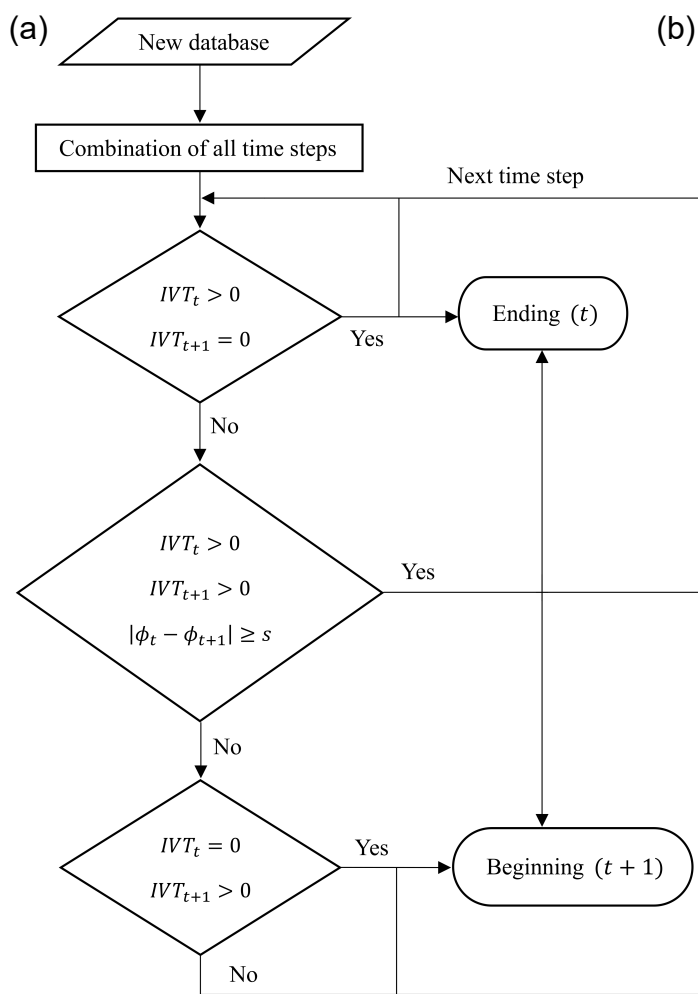 (a)
(b)
New database
Combination of all time steps
Next time step
IVT_t > 0
IVT_{t+1} = 0
Yes
Ending (t)
No
IVT_t > 0
IVT_{t+1} > 0
|ϕ_t − ϕ_{t+1}| ≥ s
Yes
No
IVT_t = 0
IVT_{t+1} > 0
Yes
Beginning (t + 1)
No